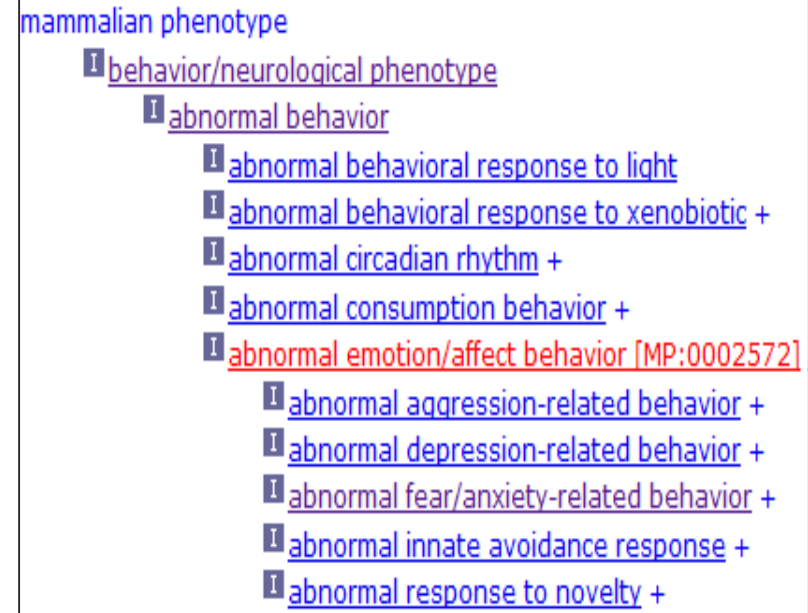 mammalian phenotype
I behavior/neurological phenotype
I abnormal behavior
I abnormal behavioral response to light
I abnormal behavioral response to xenobiotic +
I abnormal circadian rhythm +
I abnormal consumption behavior +
I abnormal emotion/affect behavior [MP:0002572]
I abnormal aggression-related behavior +
I abnormal depression-related behavior +
I abnormal fear/anxiety-related behavior +
I abnormal innate avoidance response +
I abnormal response to novelty +